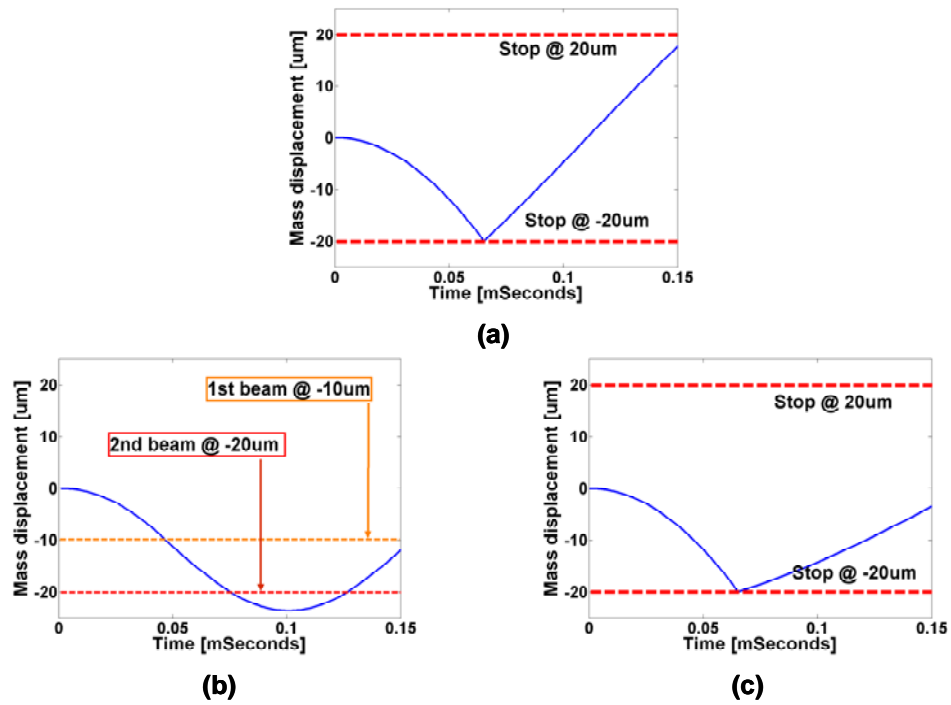 Mass displacement [um]
20
10
0
-10
-20
Stop @ 20um
Stop @ -20um
0
0.05
0.1
0.15
Time [mSeconds]
(a)
Mass displacement [um]
20
10
0
-10
-20
1st beam @ -10um
2nd beam @ -20um
0
0.05
0.1
0.15
Time [mSeconds]
(b)
Mass displacement [um]
20
10
0
-10
-20
Stop @ 20um
Stop @ -20um
0
0.05
0.1
0.15
Time [mSeconds]
(c)